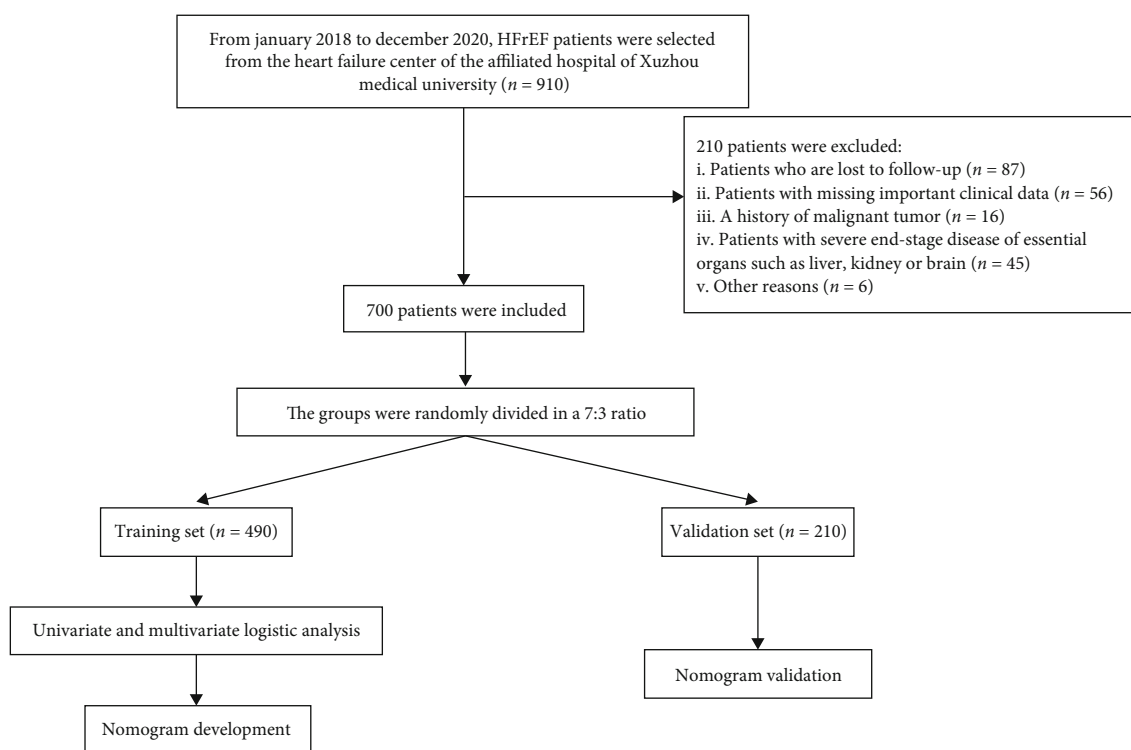 From january 2018 to december 2020, HFrEF patients were selected
from the heart failure center of the affiliated hospital of Xuzhou
medical university (n = 910)
210 patients were excluded:
i. Patients who are lost to follow-up (n = 87)
ii. Patients with missing important clinical data (n = 56)
iii. A history of malignant tumor (n = 16)
iv. Patients with severe end-stage disease of essential
organs such as liver, kidney or brain (n = 45)
v. Other reasons (n = 6)
700 patients were included
The groups were randomly divided in a 7:3 ratio
Training set (n = 490)
Validation set (n = 210)
Univariate and multivariate logistic analysis
Nomogram validation
Nomogram development